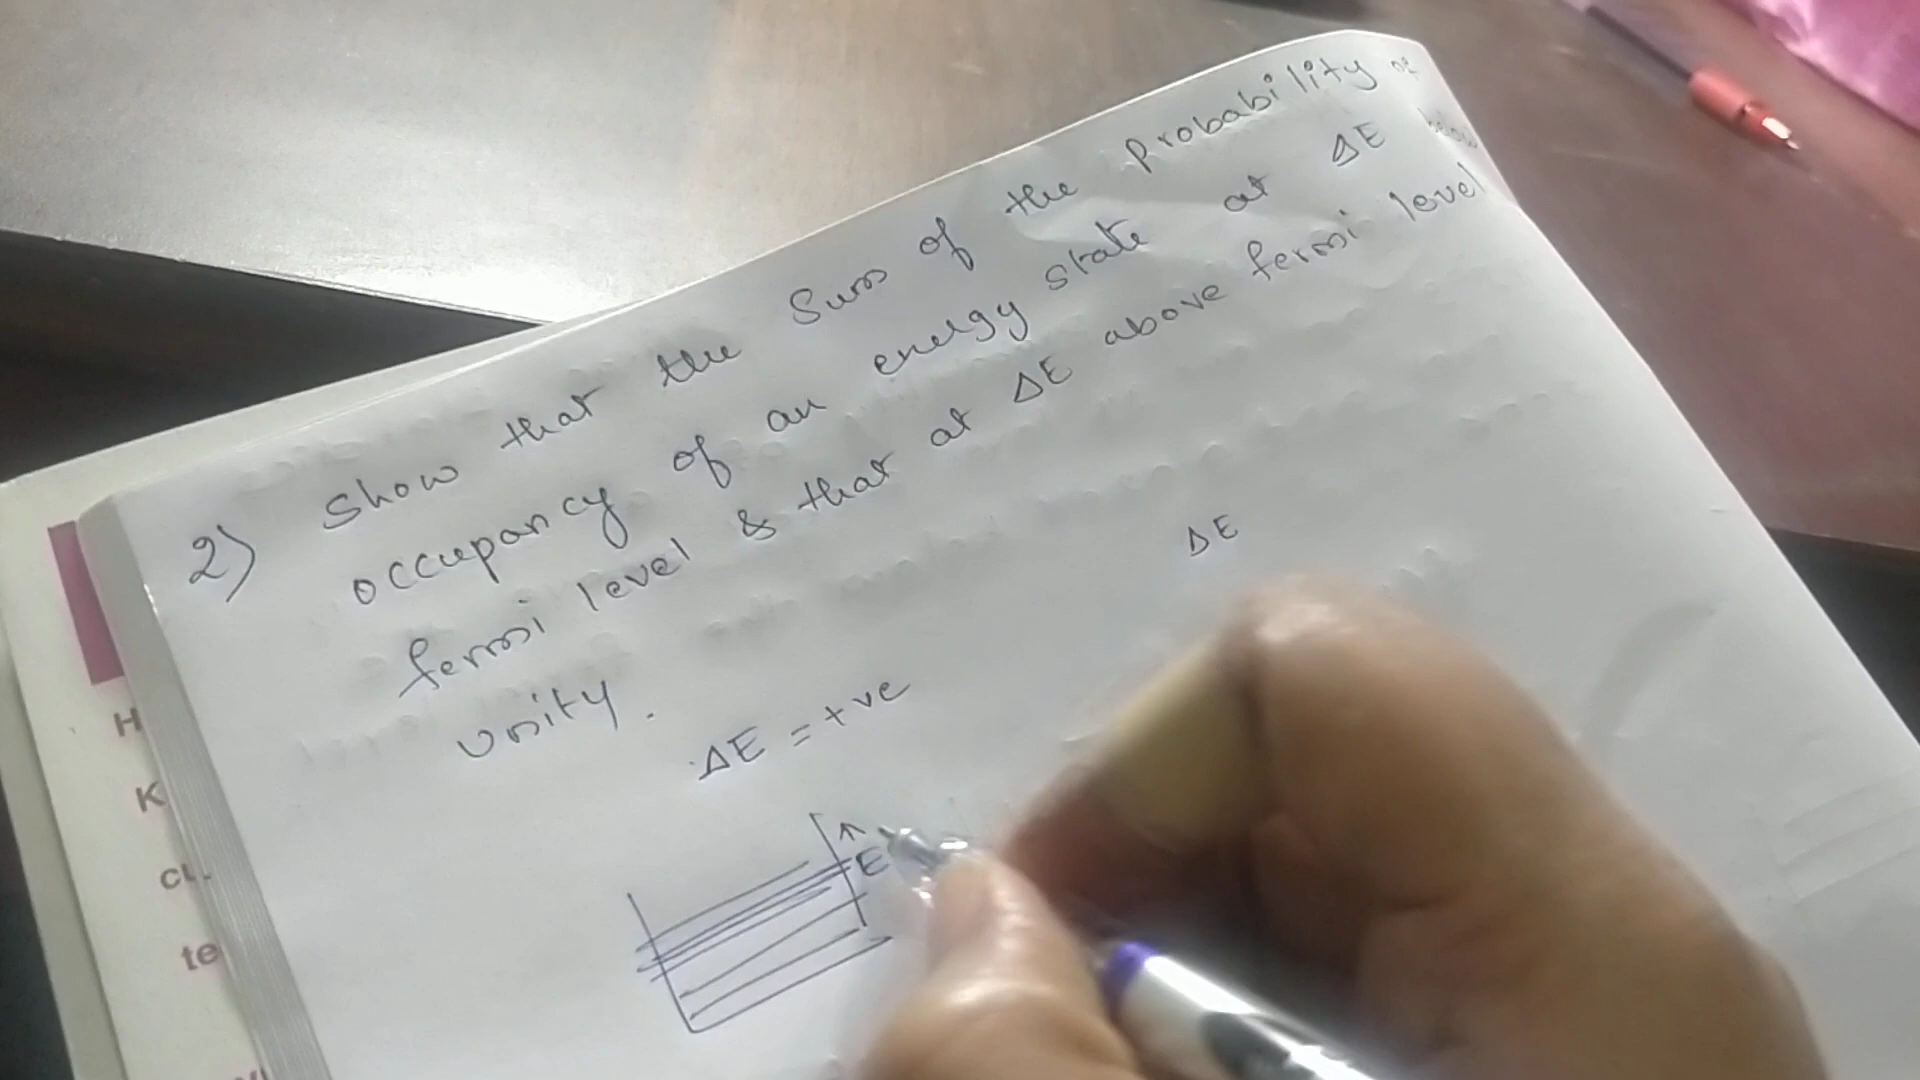 2) Show that the Sum of the probability of
occupancy of an energy state at ΔE below
fermi level & that at ΔE above fermi level
unity.
ΔE = +ve
ΔE
E
H
K
te